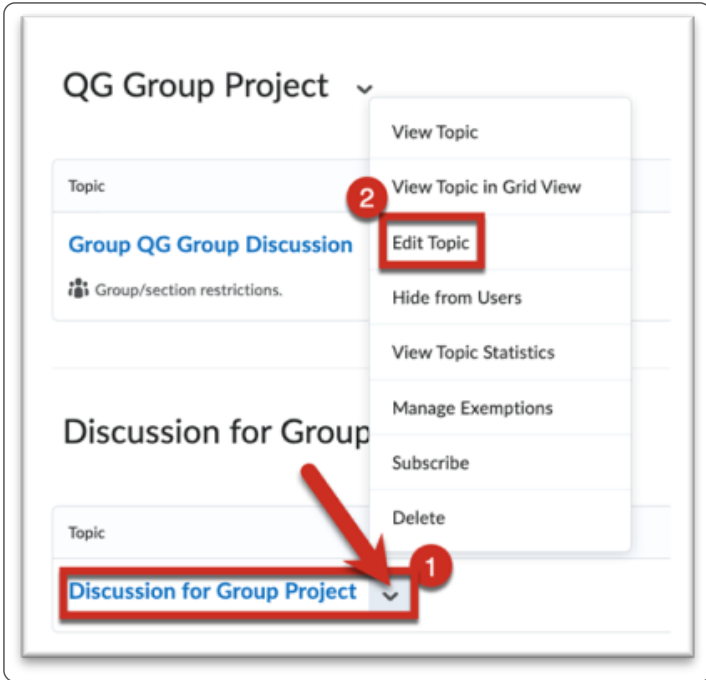 QG Group Project
View Topic
Topic
View Topic in Grid View
2
Group QG Group Discussion
Edit Topic
Group/section restrictions.
Hide from Users
View Topic Statistics
Manage Exemptions
Discussion for Group
Subscribe
Delete
Topic
1
Discussion for Group Project